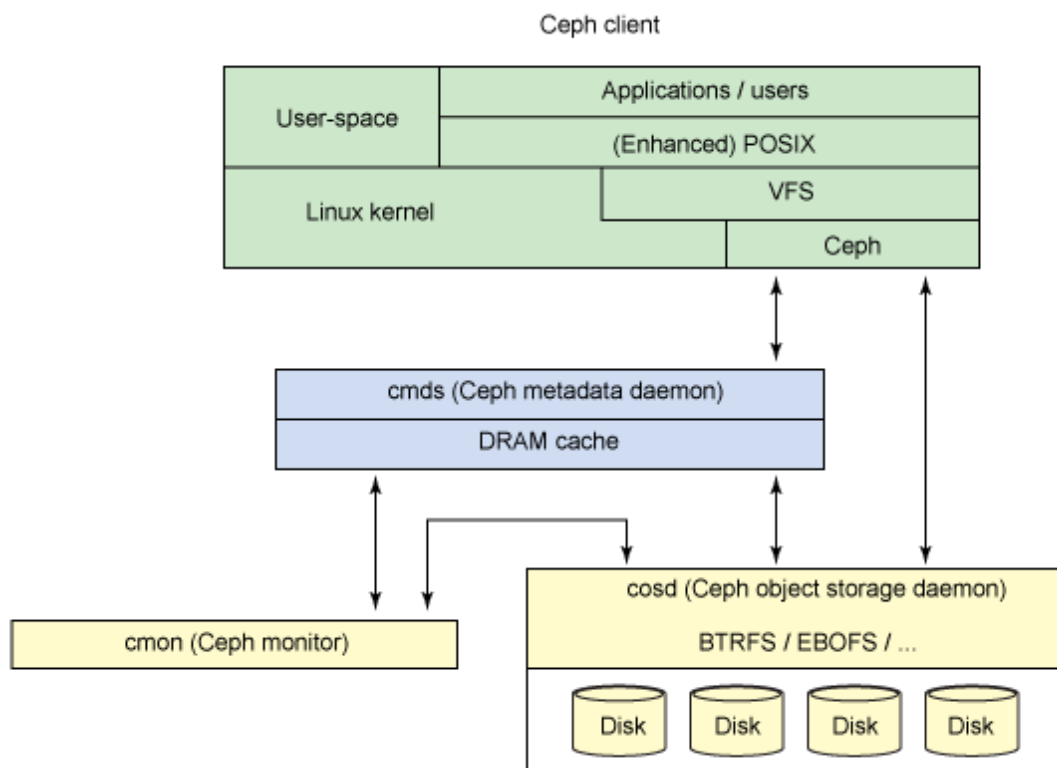 Ceph client
User-space
Applications / users
(Enhanced) POSIX
Linux kernel
VFS
Ceph
cmds (Ceph metadata daemon)
DRAM cache
cmon (Ceph monitor)
cosd (Ceph object storage daemon)
BTRFS / EBOFS / ...
Disk
Disk
Disk
Disk